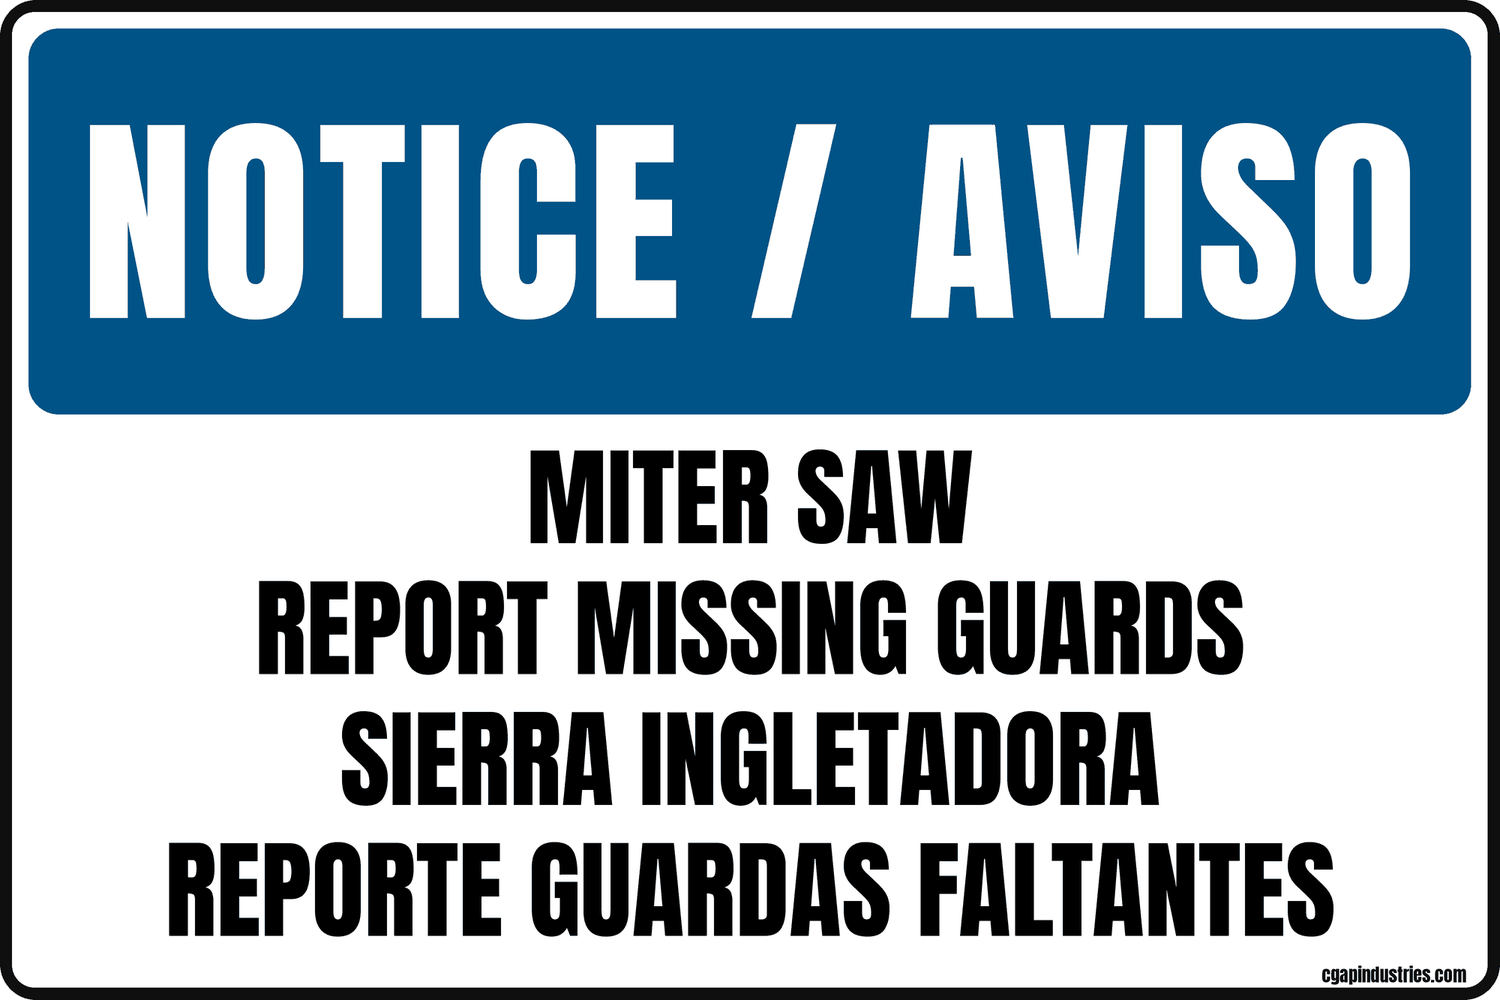 NOTICE / AVISO
MITER SAW
REPORT MISSING GUARDS
SIERRA INGLETADORA
REPORTE GUARDAS FALTANTES
cgapindustries.com